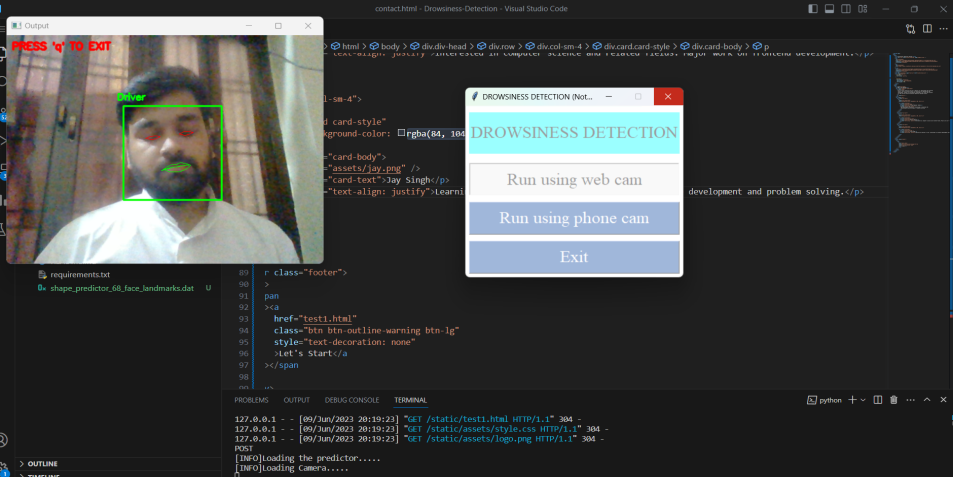 contact.html - Drowsiness-Detection - Visual Studio Code
Output
PRESS 'q' TO EXIT
Driver
html > body > div.div-head > div.row > div.col-sm-4 > div.card.card-style > div.card-body > p
"text-align: justify">Interested in computer science and related fields. Major work on frontend development.</p>
l-sm-4">
d card-style"
kground-color: rgba(84, 104
"card-body">
="assets/jay.png" />
="card-text">Jay Singh</p>
="text-align: justify">Learnin
development and problem solving.</p>
DROWSINESS DETECTION (Not...
DROWSINESS DETECTION
Run using web cam
Run using phone cam
Exit
requirements.txt
shape_predictor_68_face_landmarks.dat U
89 r class="footer">
90 >
91 pan
92 ><a
93 href="test1.html"
94 class="btn btn-outline-warning btn-lg"
95 style="text-decoration: none"
96 >Let's Start</a
97 ></span
98
PROBLEMS OUTPUT DEBUG CONSOLE TERMINAL
python
127.0.0.1 - - [09/Jun/2023 20:19:23] "GET /static/test1.html HTTP/1.1" 304 -
127.0.0.1 - - [09/Jun/2023 20:19:23] "GET /static/assets/style.css HTTP/1.1" 304 -
127.0.0.1 - - [09/Jun/2023 20:19:23] "GET /static/assets/logo.png HTTP/1.1" 304 -
POST
[INFO]Loading the predictor.....
[INFO]Loading Camera.....
OUTLINE
TIMELINE